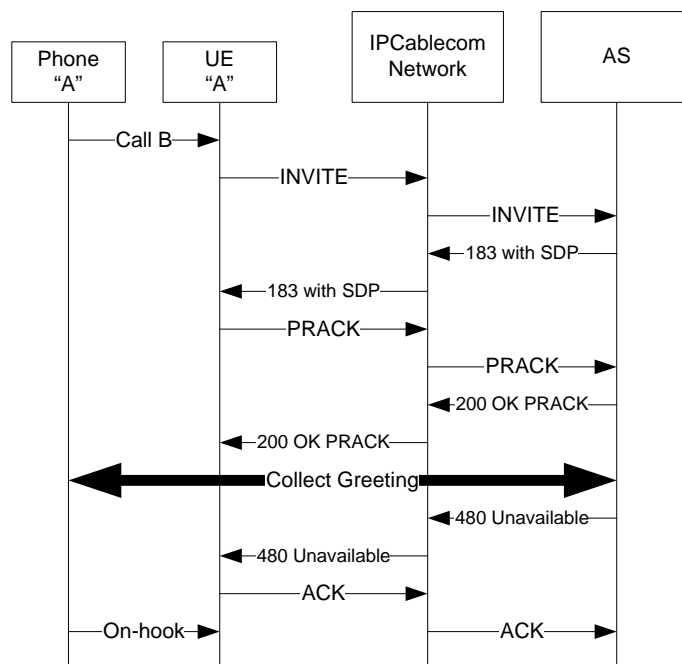 Phone
“A”
UE
“A”
IPCablecom
Network
AS
Call B
INVITE
INVITE
183 with SDP
183 with SDP
PRACK
PRACK
200 OK PRACK
200 OK PRACK
Collect Greeting
480 Unavailable
480 Unavailable
ACK
On-hook
ACK